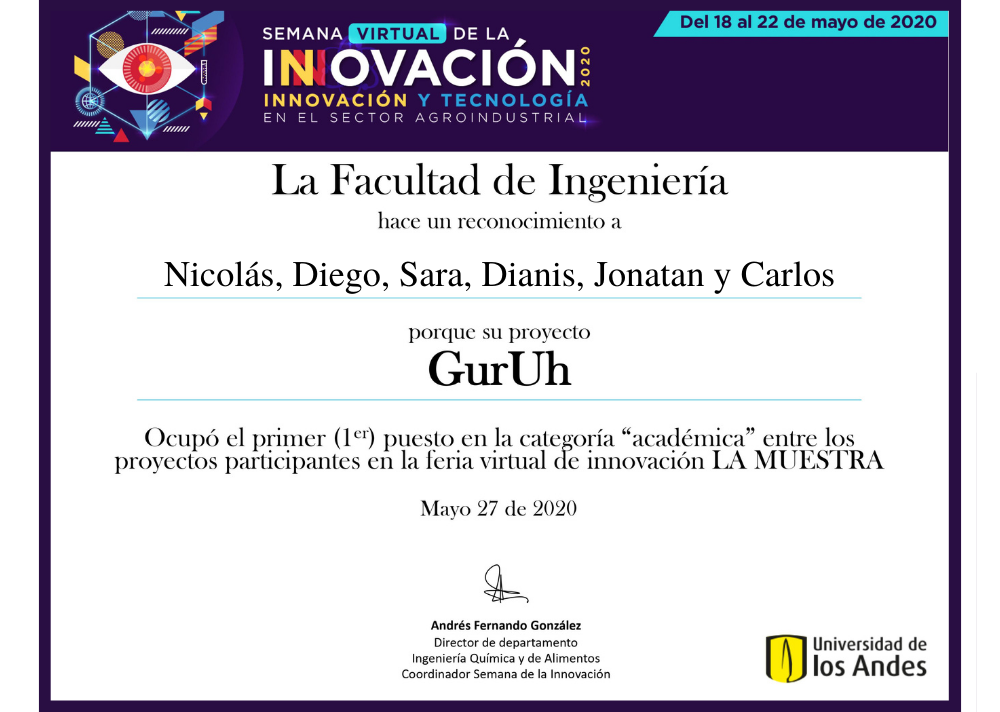 Del 18 al 22 de mayo de 2020
SEMANA VIRTUAL DE LA
INNOVACIÓN 2020
INNOVACIÓN Y TECNOLOGÍA
EN EL SECTOR AGROINDUSTRIAL
La Facultad de Ingeniería
hace un reconocimiento a
Nicolás, Diego, Sara, Dianis, Jonatan y Carlos
porque su proyecto
GurUh
Ocupó el primer (1er) puesto en la categoría “académica” entre los
proyectos participantes en la feria virtual de innovación LA MUESTRA
Mayo 27 de 2020
Andrés Fernando González
Director de departamento
Ingeniería Química y de Alimentos
Coordinador Semana de la Innovación
Universidad de
los Andes